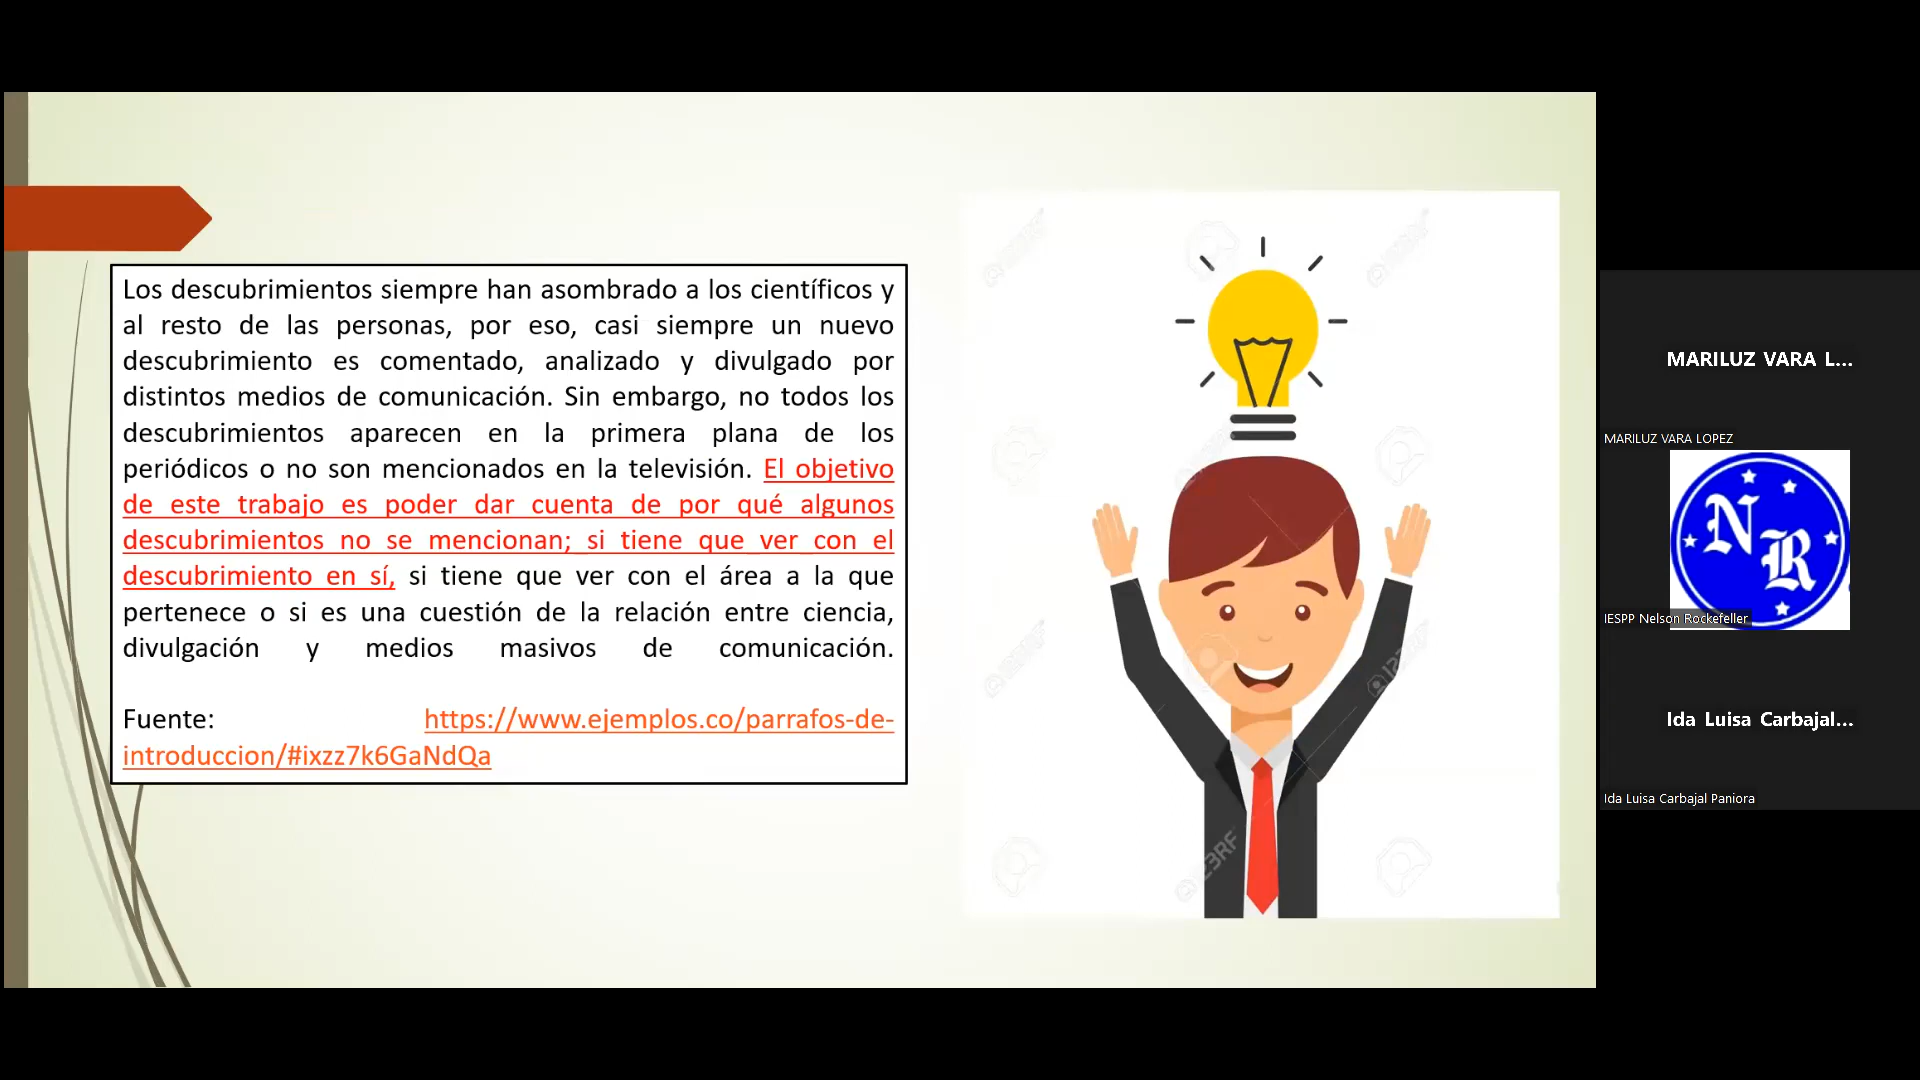 Los descubrimientos siempre han asombrado a los científicos y
al resto de las personas, por eso, casi siempre un nuevo
descubrimiento es comentado, analizado y divulgado por
distintos medios de comunicación. Sin embargo, no todos los
descubrimientos aparecen en la primera plana de los
periódicos o no son mencionados en la televisión. El objetivo
de este trabajo es poder dar cuenta de por qué algunos
descubrimientos no se mencionan; si tiene que ver con el
descubrimiento en sí, si tiene que ver con el área a la que
pertenece o si es una cuestión de la relación entre ciencia,
divulgación y medios masivos de comunicación.
Fuente: https://www.ejemplos.co/parrafos-de-
introduccion/#ixzz7k6GaNdQa
123RF
123RF
123RF
123RF
123RF
MARILUZ VARA L...
MARILUZ VARA LOPEZ
N
R
IESPP Nelson Rockefeller
Ida Luisa Carbajal...
Ida Luisa Carbajal Paniora